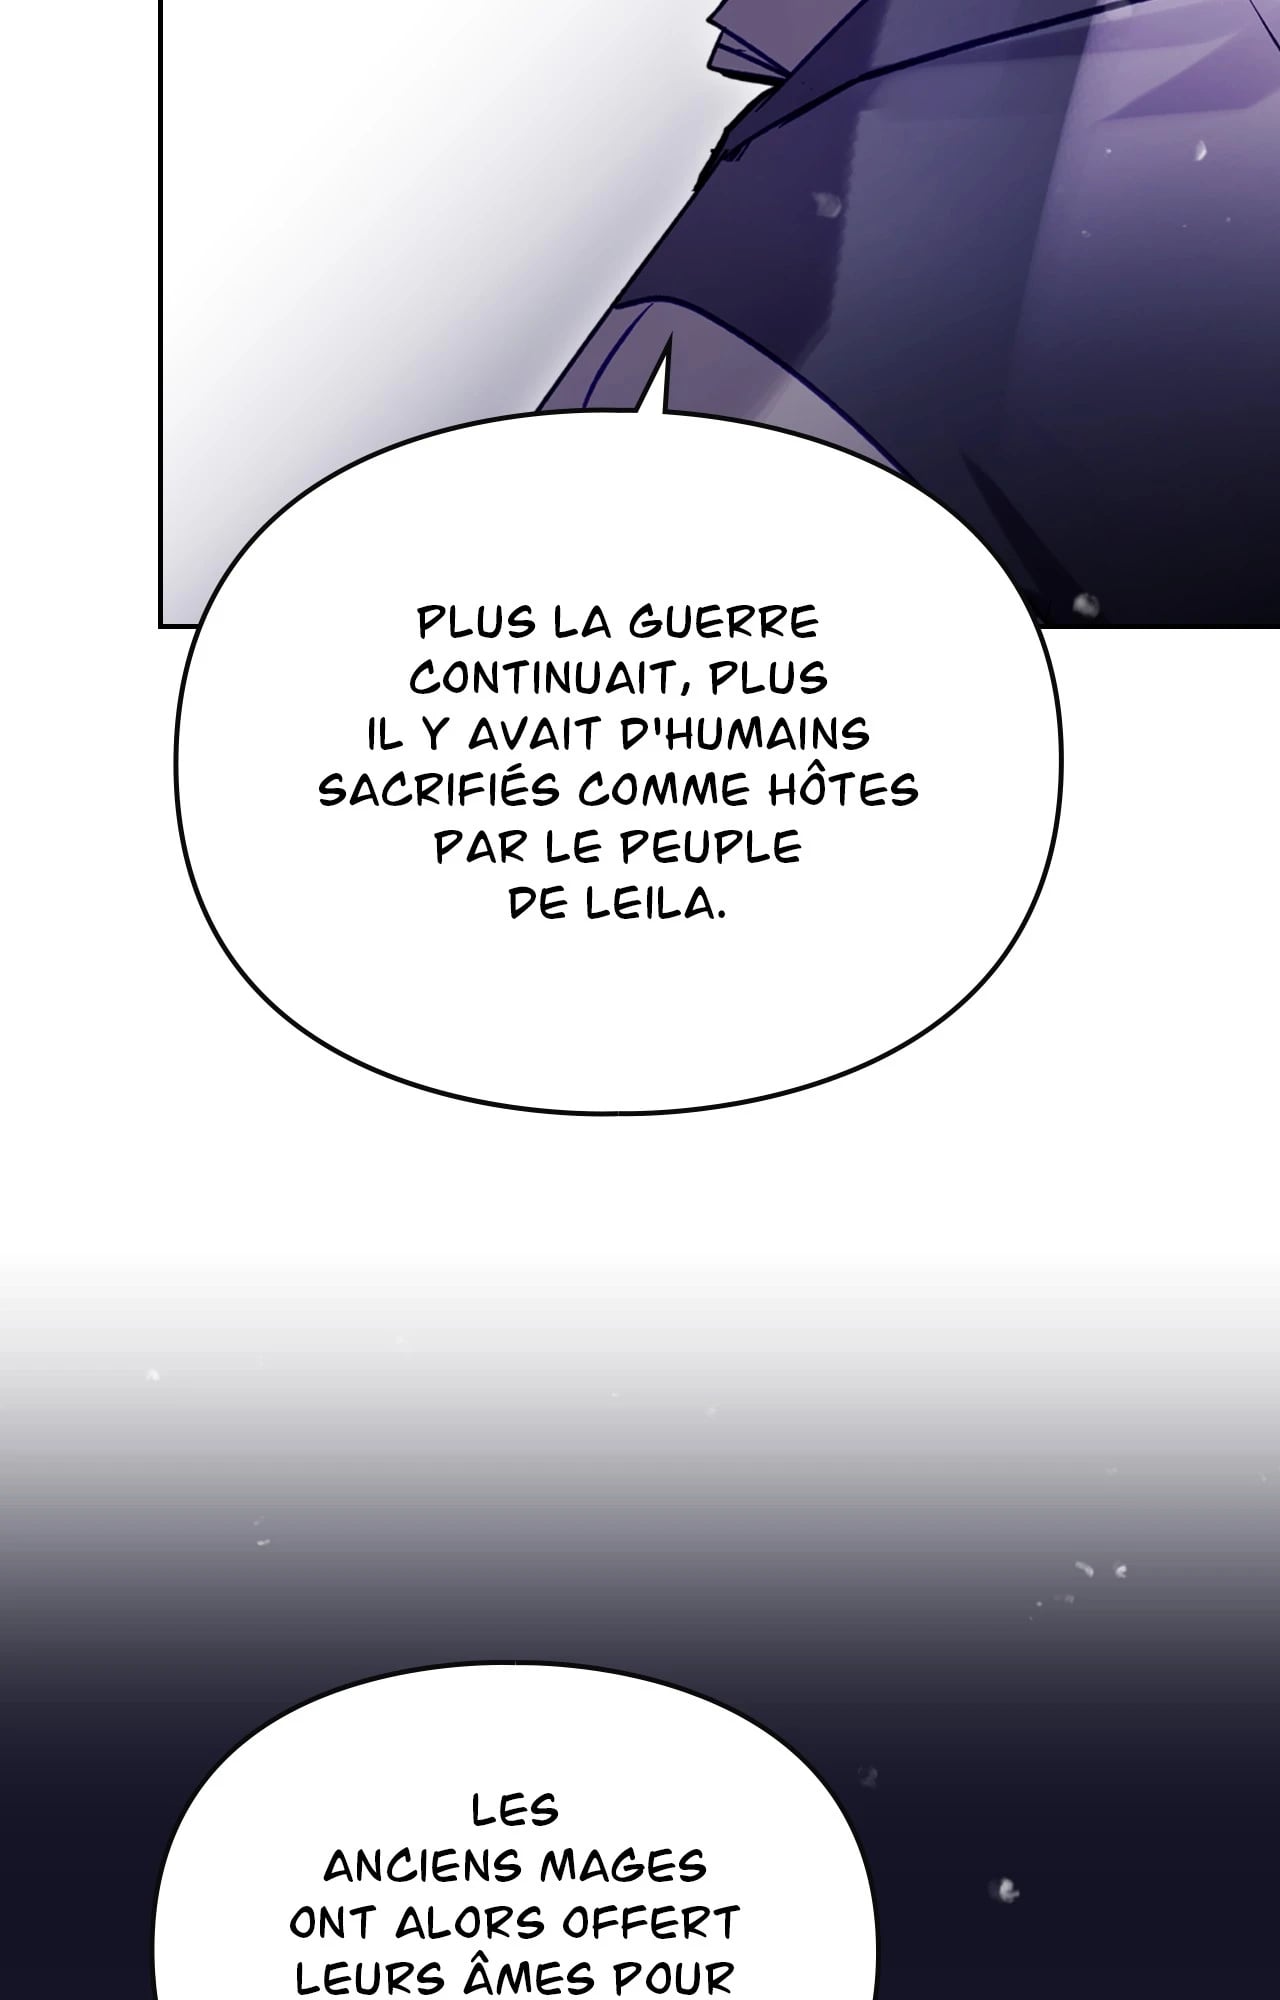 PLUS LA GUERRE
CONTINUAIT, PLUS
IL Y AVAIT D'HUMAINS
SACRIFIÉS COMME HÔTES
PAR LE PEUPLE
DE LEILA.
LES
ANCIENS MAGES
ONT ALORS OFFERT
LEURS ÂMES POUR